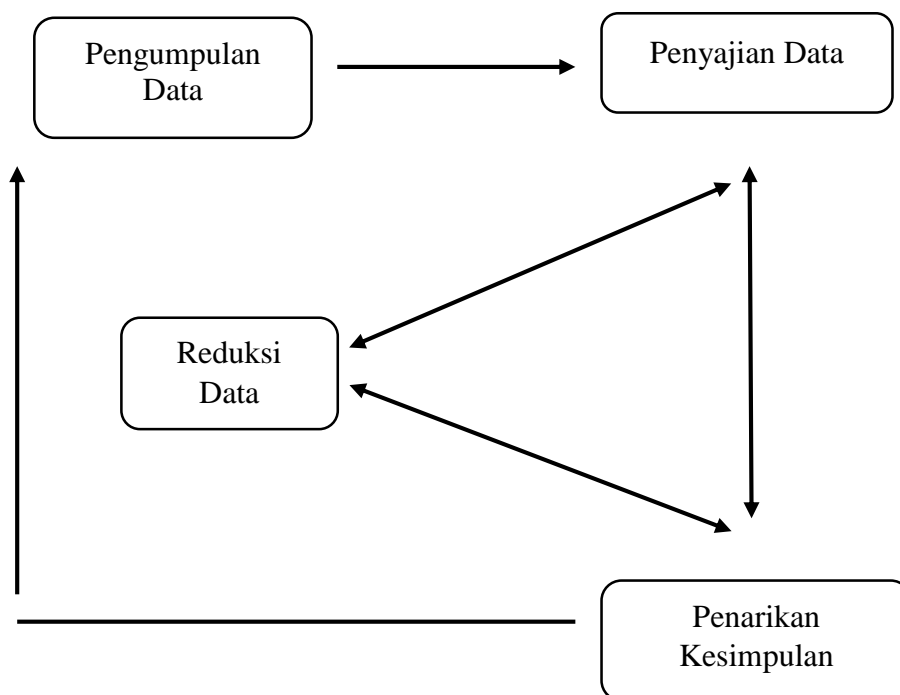 Pengumpulan
Data
Penyajian Data
Reduksi
Data
Penarikan
Kesimpulan